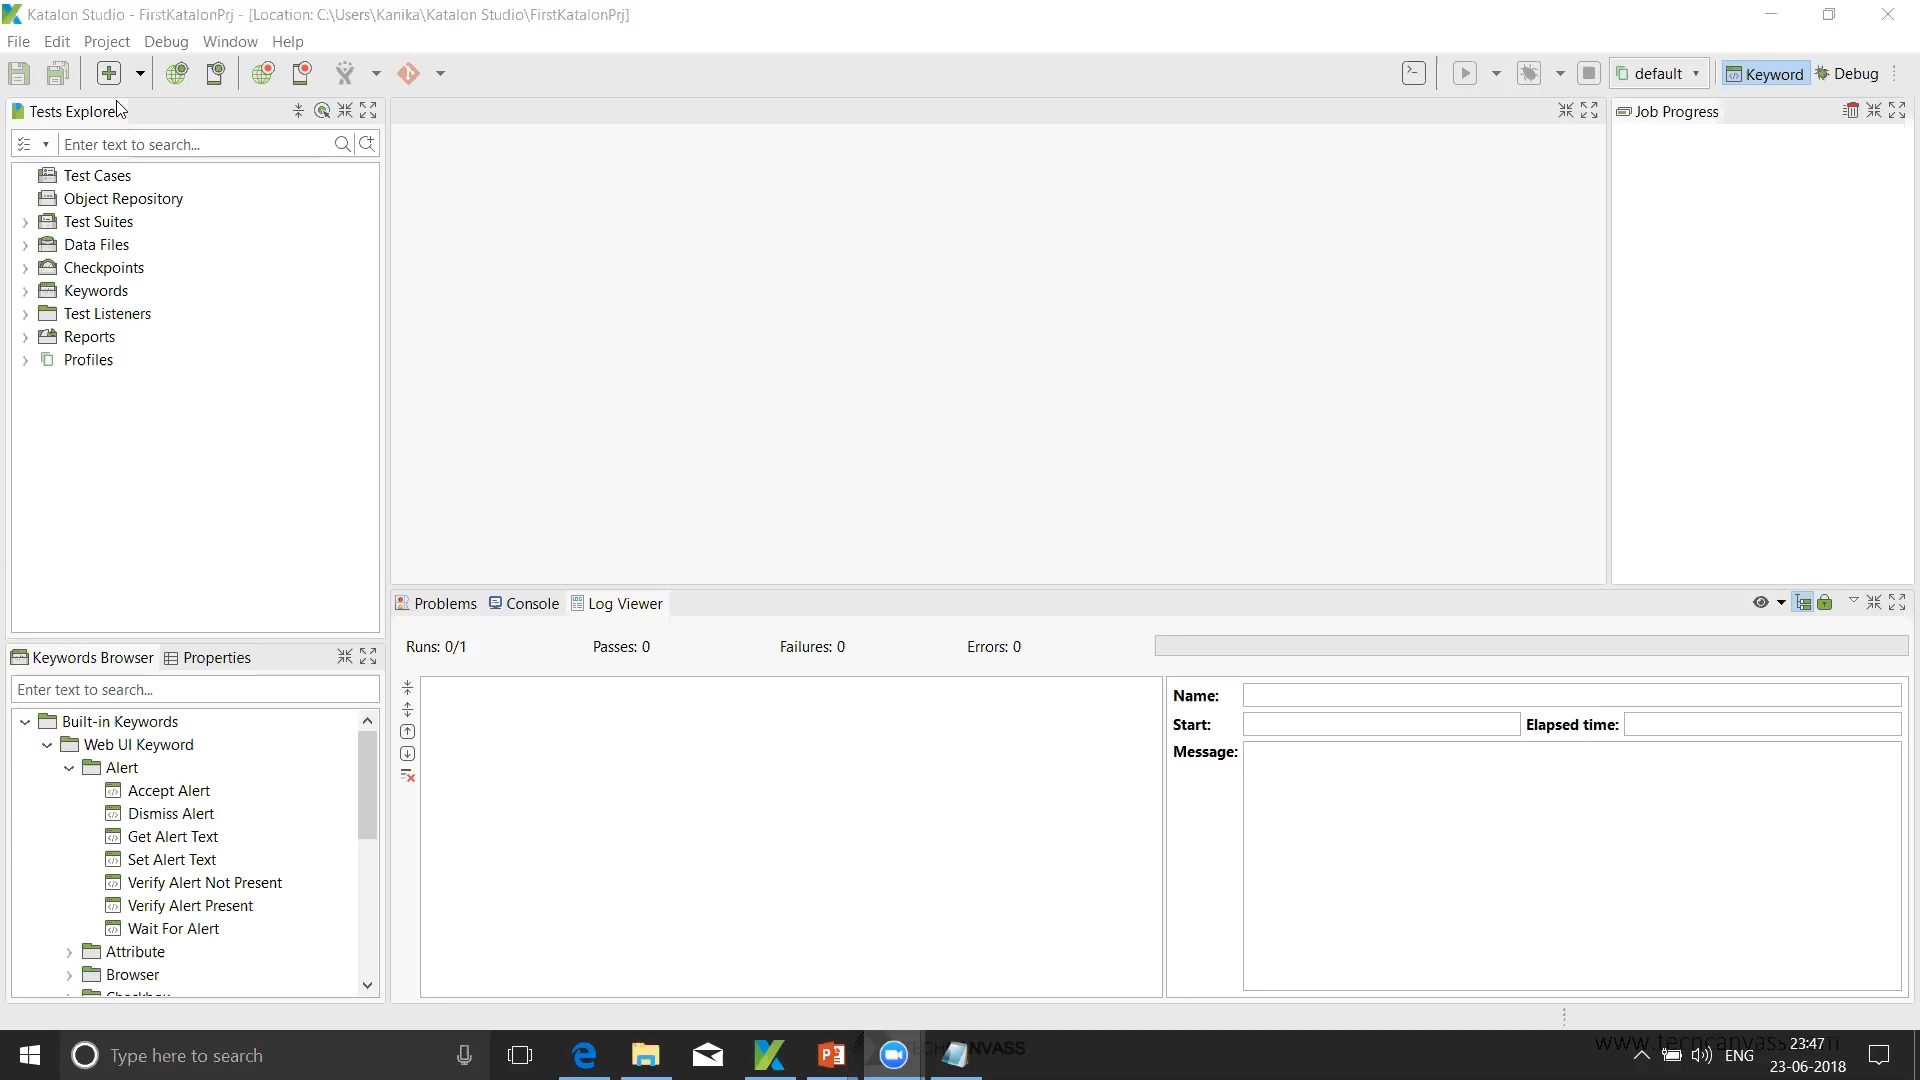 Katalon Studio - FirstKatalonPrj - [Location: C:\Users\Kanika\Katalon Studio\FirstKatalonPrj]
File Edit Project Debug Window Help
default Keyword Debug
Tests Explorer
Enter text to search...
Test Cases
Object Repository
Test Suites
Data Files
Checkpoints
Keywords
Test Listeners
Reports
Profiles
Job Progress
Keywords Browser Properties
Enter text to search...
Built-in Keywords
Web UI Keyword
Alert
Accept Alert
Dismiss Alert
Get Alert Text
Set Alert Text
Verify Alert Not Present
Verify Alert Present
Wait For Alert
Attribute
Browser
Problems Console Log Viewer
Runs: 0/1 Passes: 0 Failures: 0 Errors: 0
Name:
Start: Elapsed time:
Message:
Type here to search
ENG
23:47
23-06-2018